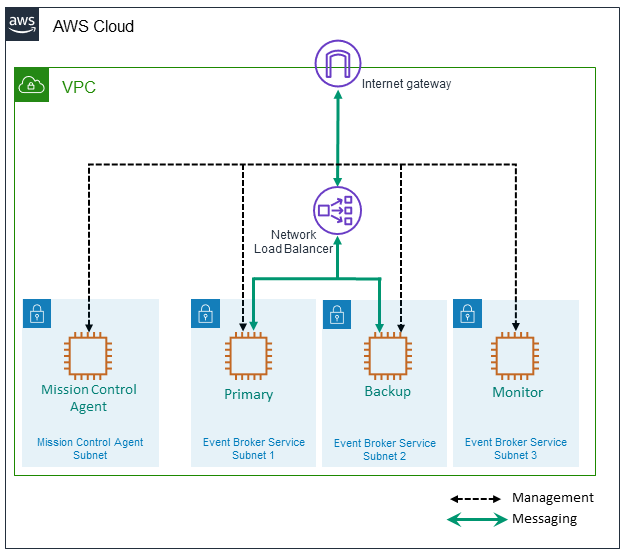 aws
AWS Cloud
VPC
Internet gateway
Network
Load Balancer
Mission Control
Agent
Primary
Backup
Monitor
Mission Control Agent
Subnet
Event Broker Service
Subnet 1
Event Broker Service
Subnet 2
Event Broker Service
Subnet 3
Management
Messaging